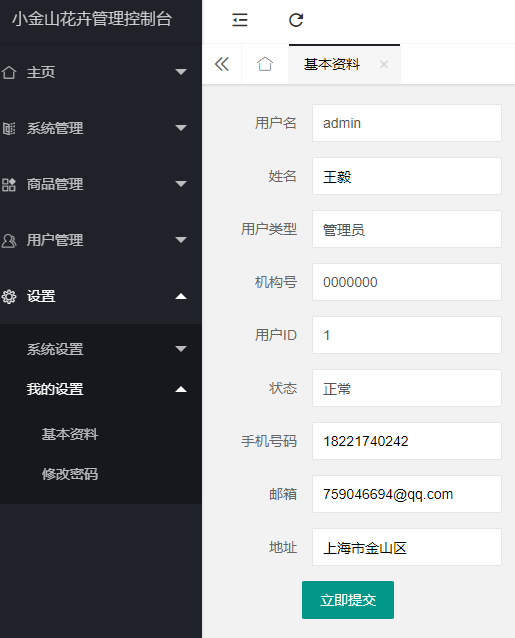 小金山花卉管理控制台
主页
系统管理
商品管理
用户管理
设置
系统设置
我的设置
基本资料
修改密码
基本资料
用户名 admin
姓名 王毅
用户类型 管理员
机构号 0000000
用户ID 1
状态 正常
手机号码 18221740242
邮箱 759046694@qq.com
地址 上海市金山区
立即提交